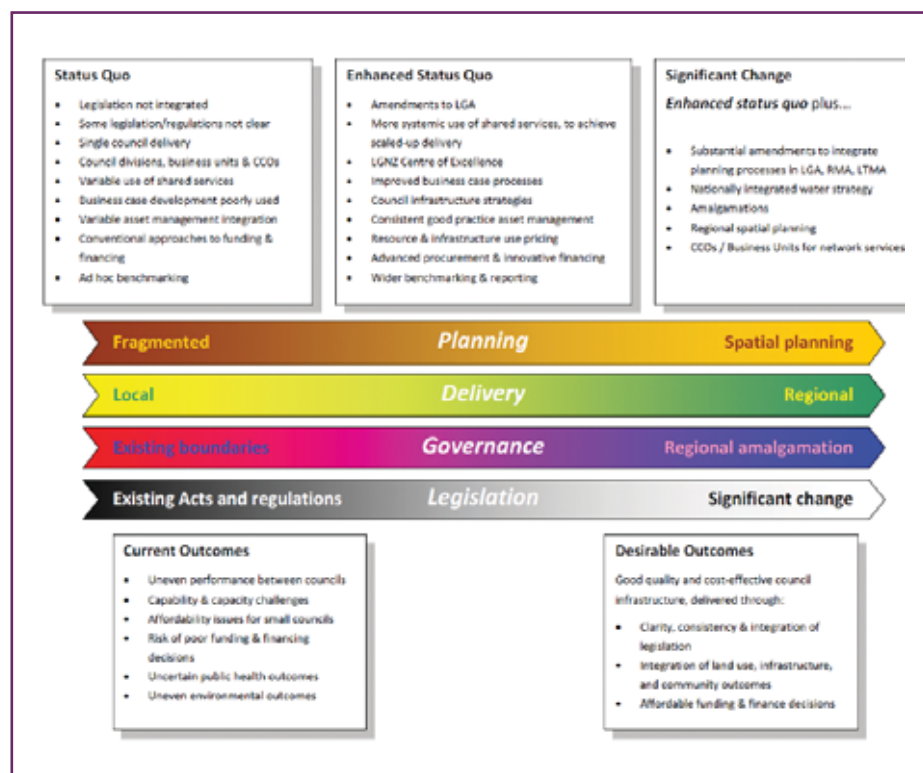 Status Quo
• Legislation not integrated
• Some legislation/regulations not clear
• Single council delivery
• Council divisions, business units & CCOs
• Variable use of shared services
• Business case development poorly used
• Variable asset management integration
• Conventional approaches to funding &
financing
• Ad hoc benchmarking
Enhanced Status Quo
• Amendments to LGA
• More systemic use of shared services, to achieve
scaled-up delivery
• LGNZ Centre of Excellence
• Improved business case processes
• Council infrastructure strategies
• Consistent good practice asset management
• Resource & infrastructure use pricing
• Advanced procurement & innovative financing
• Wider benchmarking & reporting
Significant Change
Enhanced status quo plus...
• Substantial amendments to integrate
planning processes in LGA, RMA, LTMA
• Nationally integrated water strategy
• Amalgamations
• Regional spatial planning
• CCOs / Business Units for network services
Fragmented Planning Spatial planning
Local Delivery Regional
Existing boundaries Governance Regional amalgamation
Existing Acts and regulations Legislation Significant change
Current Outcomes
• Uneven performance between councils
• Capability & capacity challenges
• Affordability issues for small councils
• Risk of poor funding & financing
decisions
• Uncertain public health outcomes
• Uneven environmental outcomes
Desirable Outcomes
Good quality and cost-effective council
infrastructure, delivered through:
• Clarity, consistency & integration of
legislation
• Integration of land use, infrastructure,
and community outcomes
• Affordable funding & finance decisions